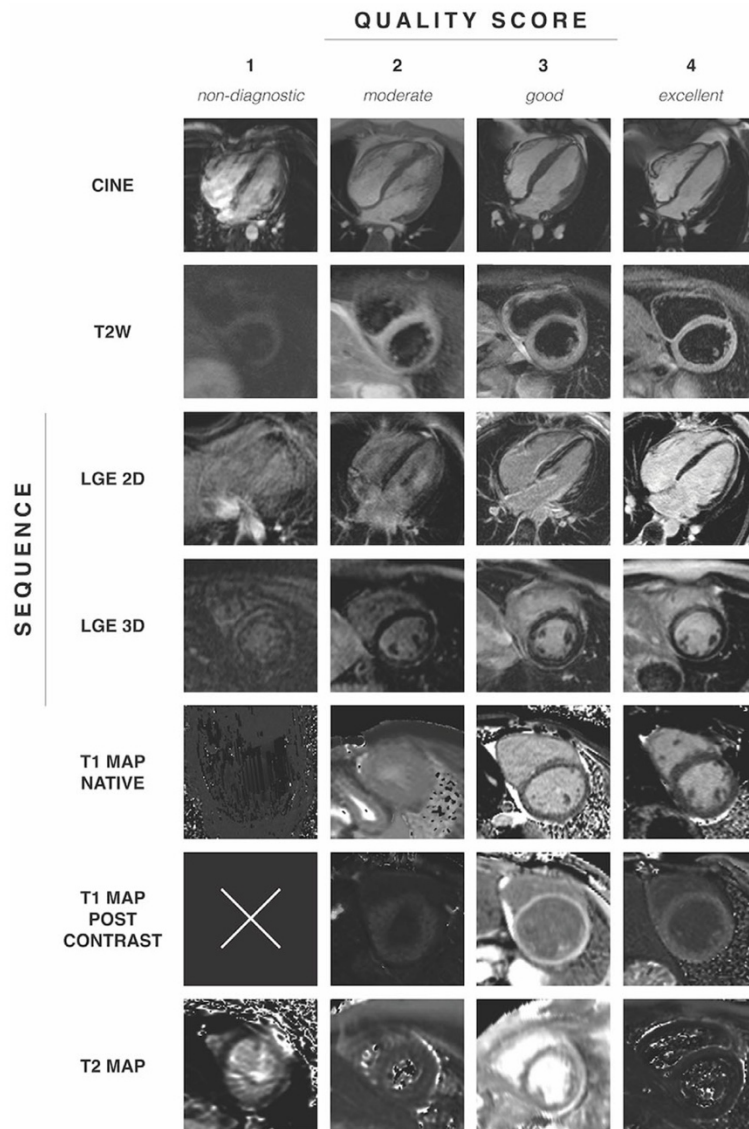 QUALITY SCORE
1 2 3 4
non-diagnostic moderate good excellent
CINE
T2W
SEQUENCE
LGE 2D
LGE 3D
T1 MAP
NATIVE
T1 MAP
POST
CONTRAST
T2 MAP